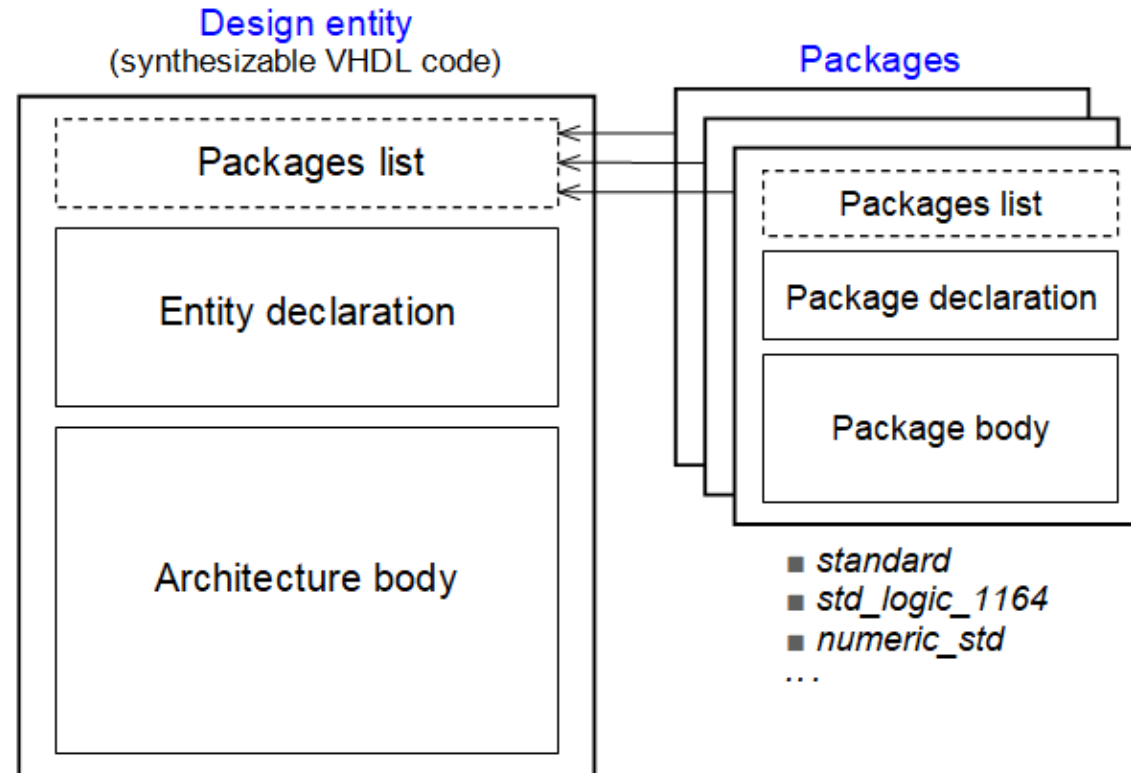 Design entity
(synthesizable VHDL code)
Packages list
Entity declaration
Architecture body
Packages
Packages list
Package declaration
Package body
■ standard
■ std_logic_1164
■ numeric_std
...